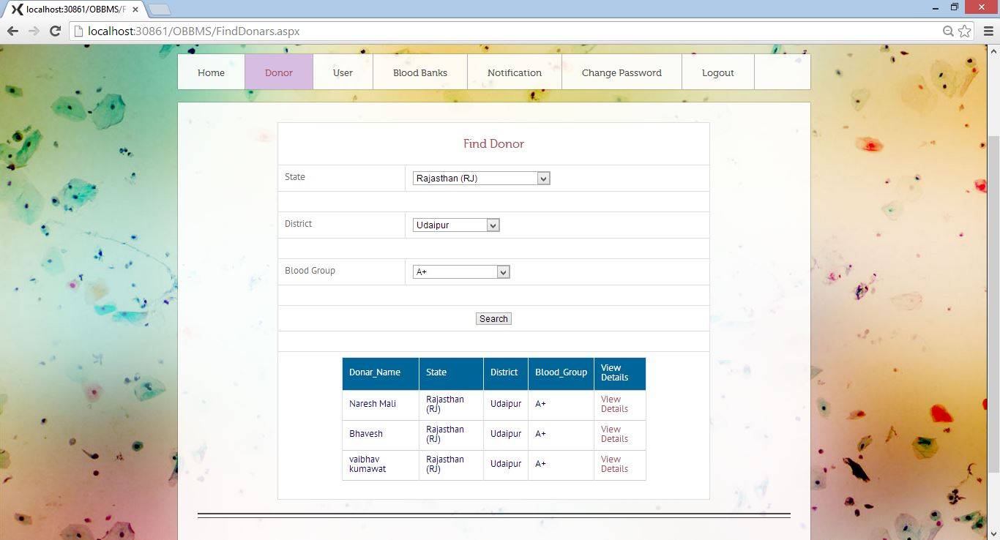 localhost:30861/OBBMS/F
localhost:30861/OBBMS/FindDonars.aspx
Home Donor User Blood Banks Notification Change Password Logout
Find Donor
State Rajasthan (RJ)
District Udaipur
Blood Group A+
Search
Donar_Name State District Blood_Group View
Details
Naresh Mali Rajasthan
(RJ) Udaipur A+ View
Details
Bhavesh Rajasthan
(RJ) Udaipur A+ View
Details
vaibhav
kumawat Rajasthan
(RJ) Udaipur A+ View
Details